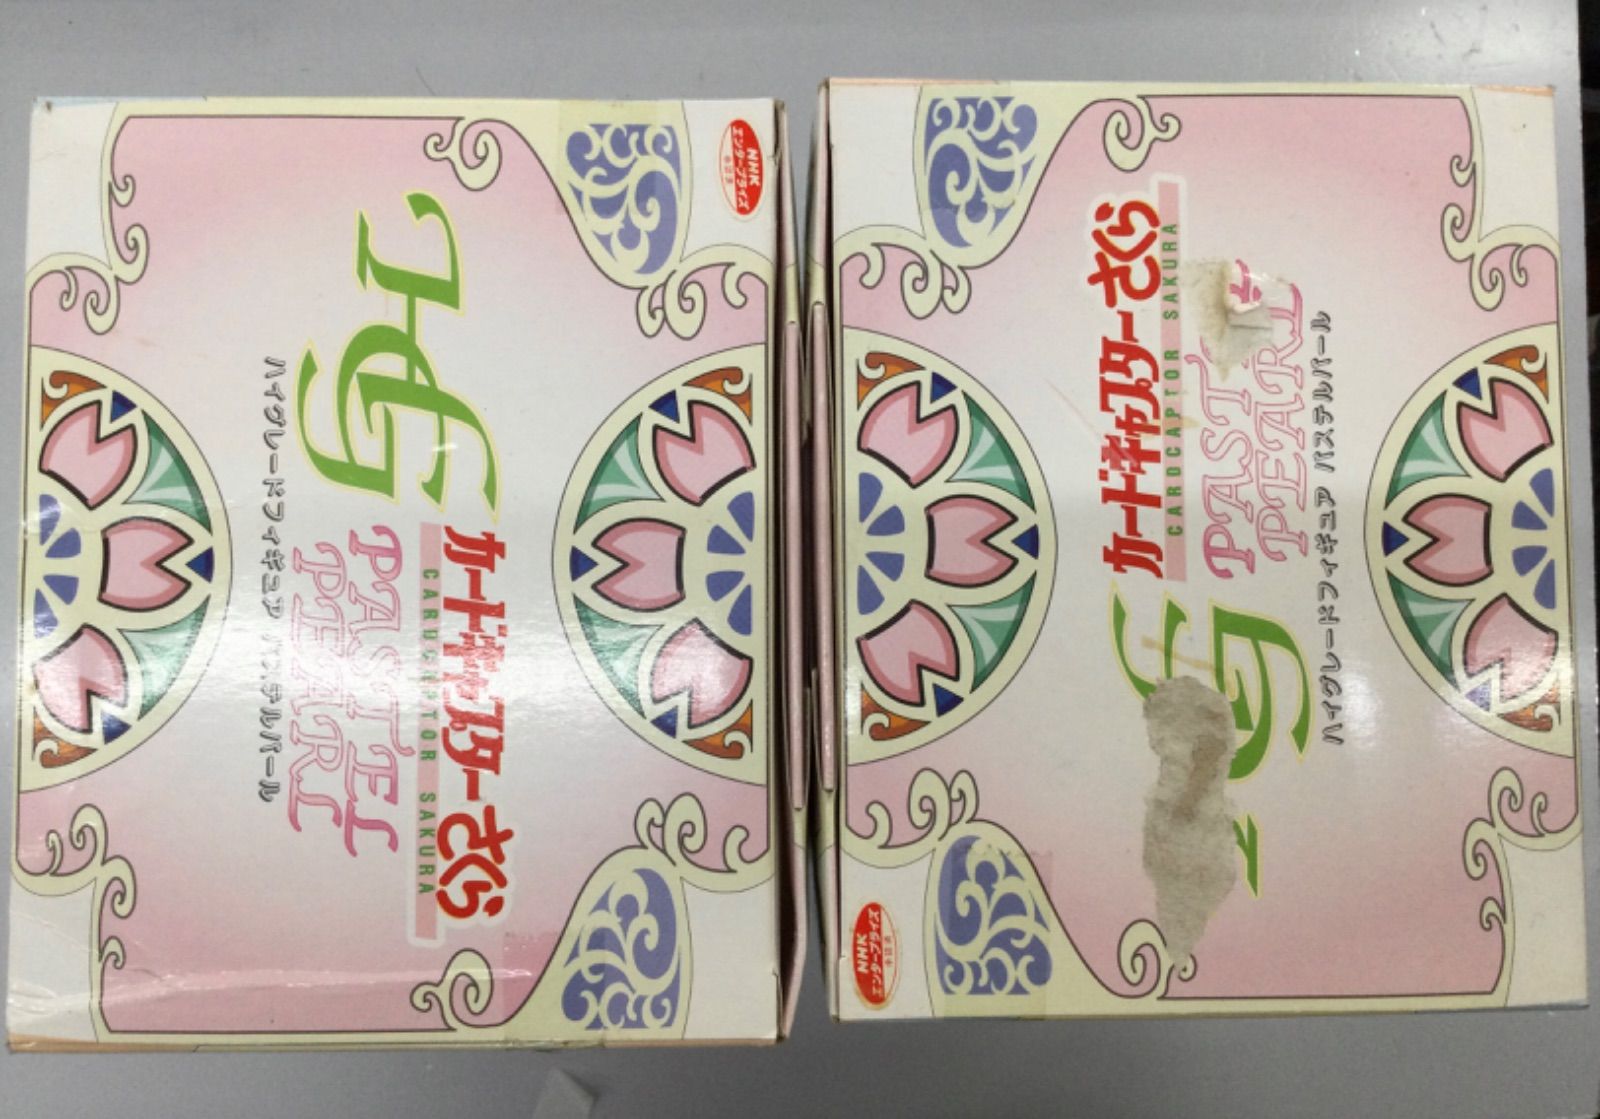 HG
カードキャプターさくら
CARDCAPTOR SAKURA
PASTEL
PEARL
ハイグレードフィギュア パステルパール
NHK
エンタープライズ
カードキャプターさくら
CARDCAPTOR SAKURA
PAST
PEARL
ハイグレードフィギュア パステルパール
NHK
エンタープライズ